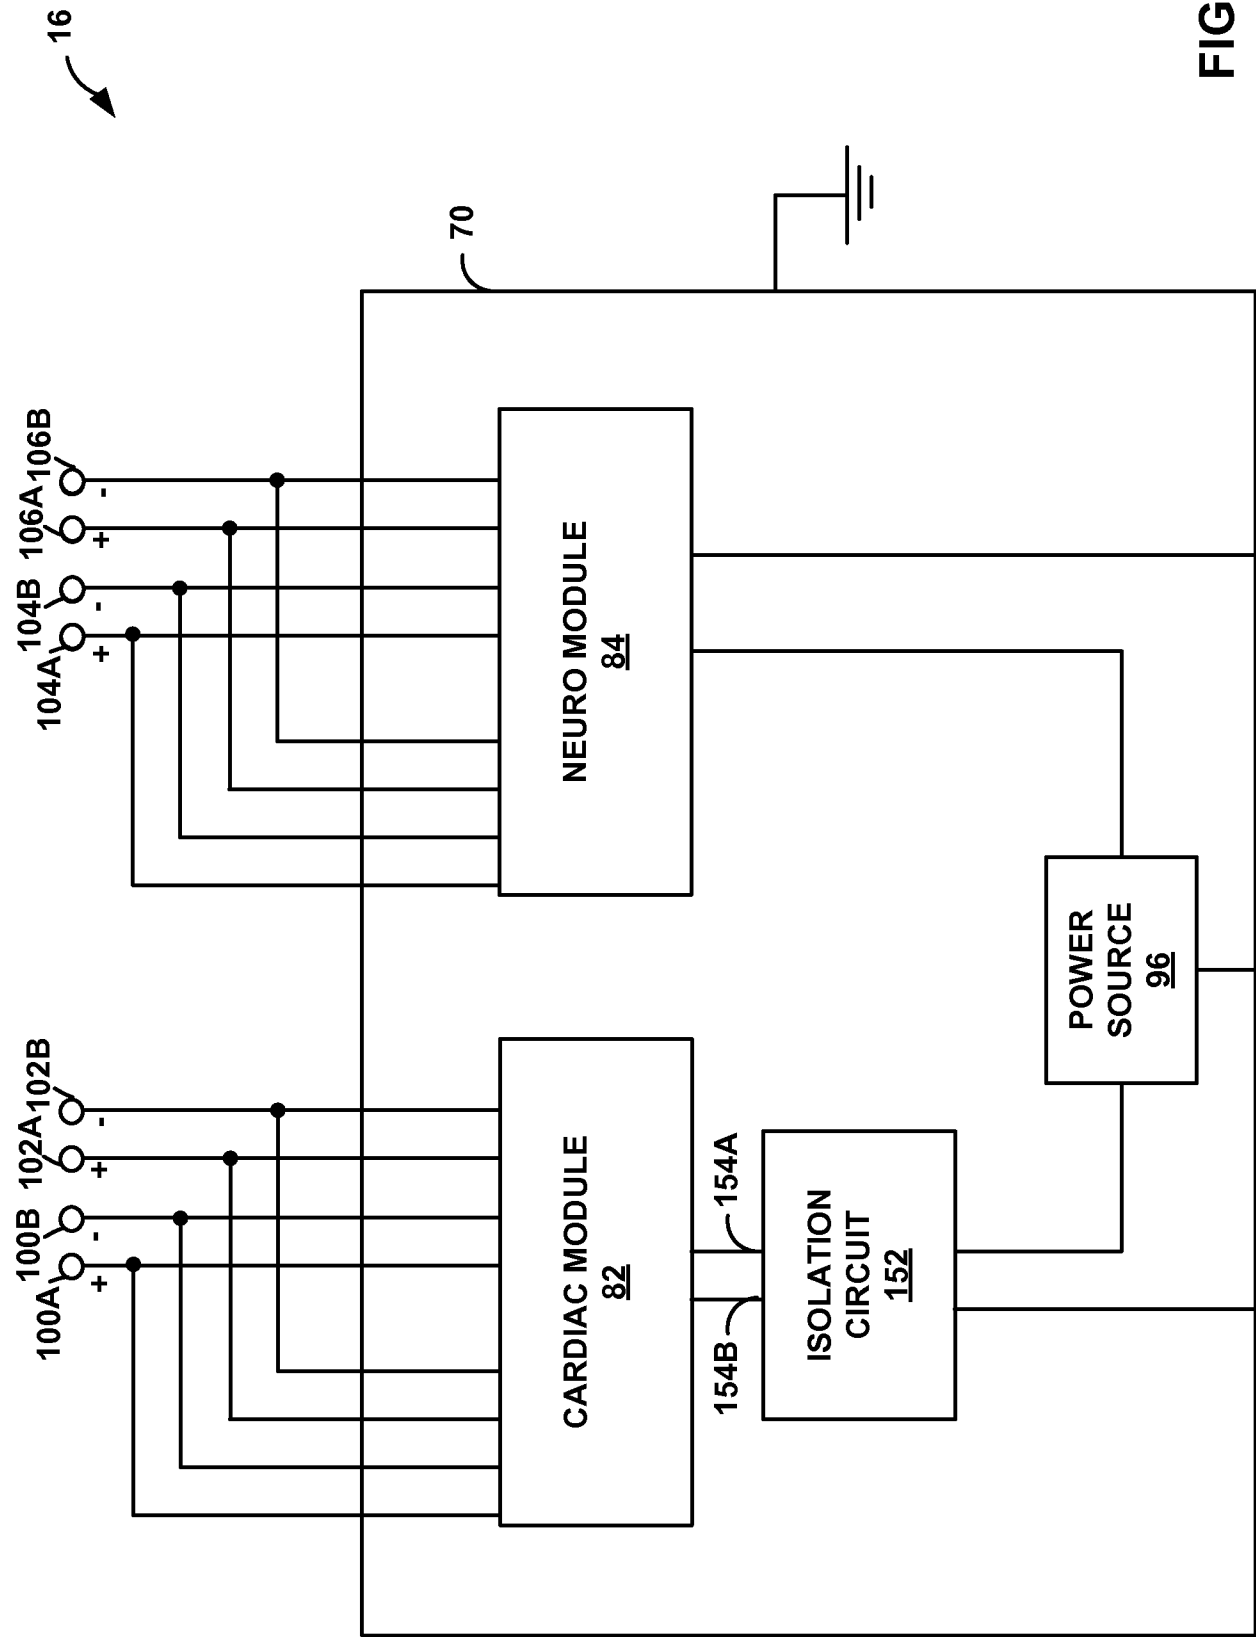 16
70
100A
100B
102A
102B
+
-
+
-
104A
104B
106A
106B
+
-
+
-
CARDIAC MODULE
82
NEURO MODULE
84
154B
154A
ISOLATION
CIRCUIT
152
POWER
SOURCE
96
FIG